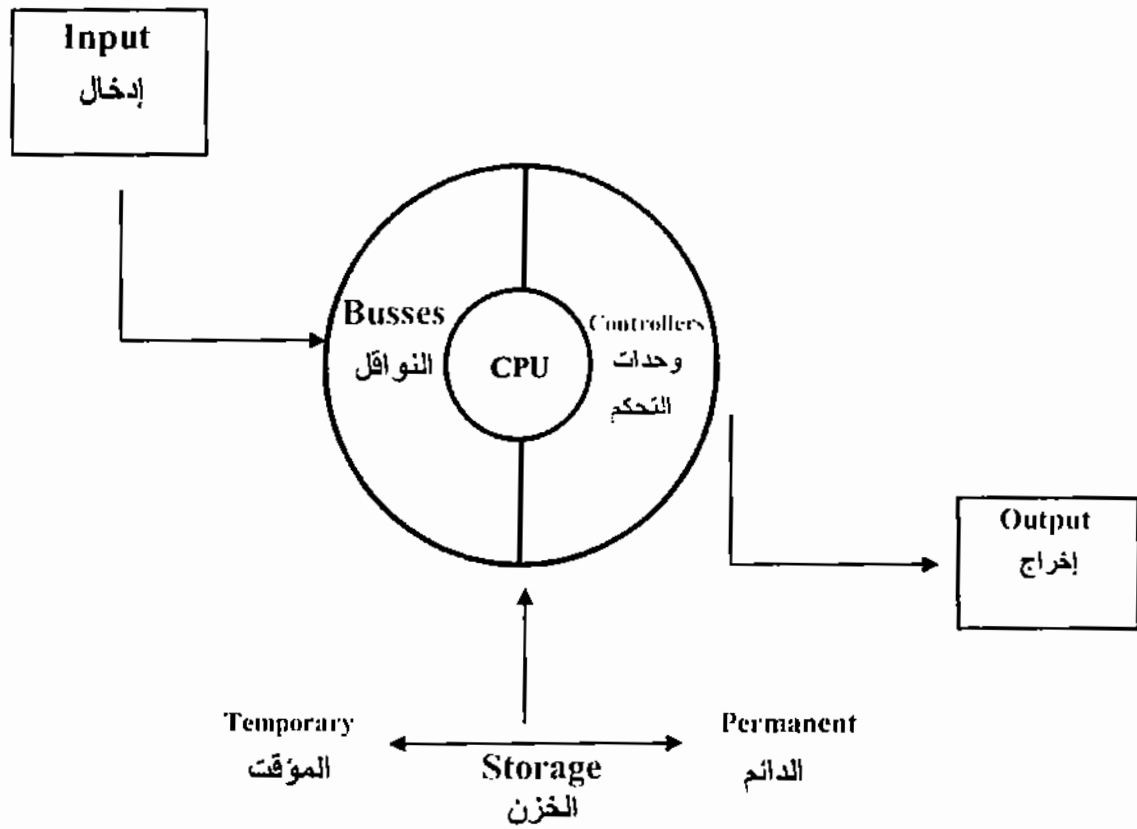 Input
إدخال
Busses
النواقل
CPU
Controllers
وحدات
التحكم
Output
إخراج
Temporary
المؤقت
Storage
الخزن
Permanent
الدائم